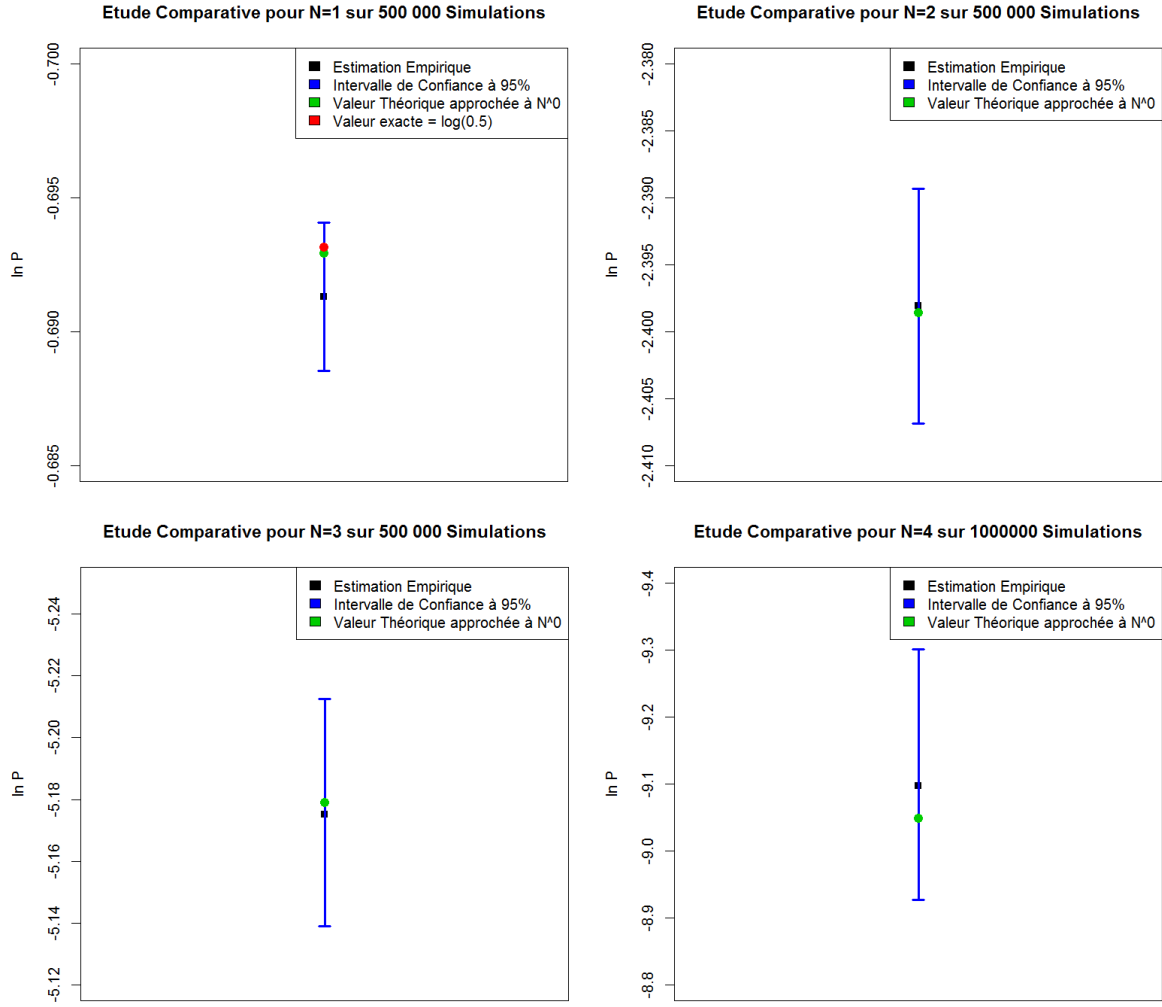 Etude Comparative pour N=1 sur 500 000 Simulations
-0.700
-0.695
-0.690
-0.685
ln P
Estimation Empirique
Intervalle de Confiance à 95%
Valeur Théorique approchée à N^0
Valeur exacte = log(0.5)
Etude Comparative pour N=2 sur 500 000 Simulations
-2.380
-2.385
-2.390
-2.395
-2.400
-2.405
-2.410
ln P
Estimation Empirique
Intervalle de Confiance à 95%
Valeur Théorique approchée à N^0
Etude Comparative pour N=3 sur 500 000 Simulations
-5.24
-5.22
-5.20
-5.18
-5.16
-5.14
-5.12
ln P
Estimation Empirique
Intervalle de Confiance à 95%
Valeur Théorique approchée à N^0
Etude Comparative pour N=4 sur 1000000 Simulations
-9.4
-9.3
-9.2
-9.1
-9.0
-8.9
-8.8
ln P
Estimation Empirique
Intervalle de Confiance à 95%
Valeur Théorique approchée à N^0